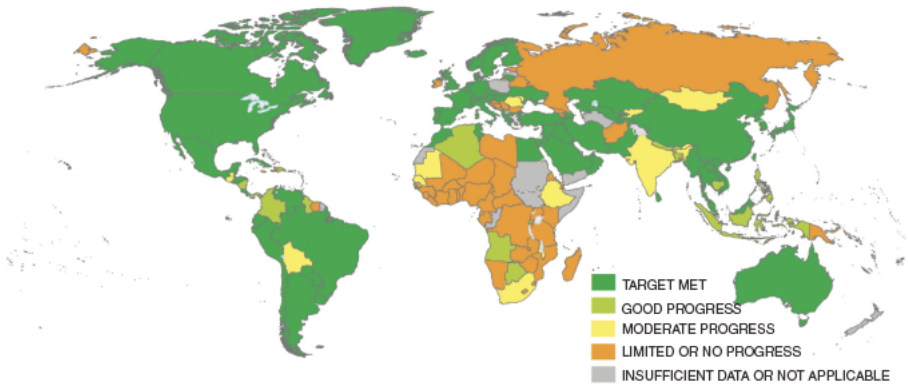 TARGET MET
GOOD PROGRESS
MODERATE PROGRESS
LIMITED OR NO PROGRESS
INSUFFICIENT DATA OR NOT APPLICABLE